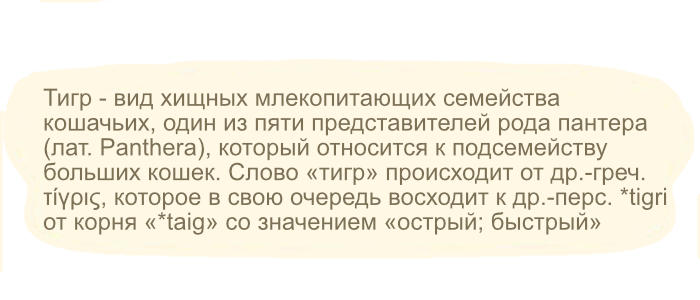 Тигр - вид хищных млекопитающих семейства
кошачьих, один из пяти представителей рода пантера
(лат. Panthera), который относится к подсемейству
больших кошек. Слово «тигр» происходит от др.-греч.
τίγρις, которое в свою очередь восходит к др.-перс. *tigri
от корня «*taig» со значением «острый; быстрый»